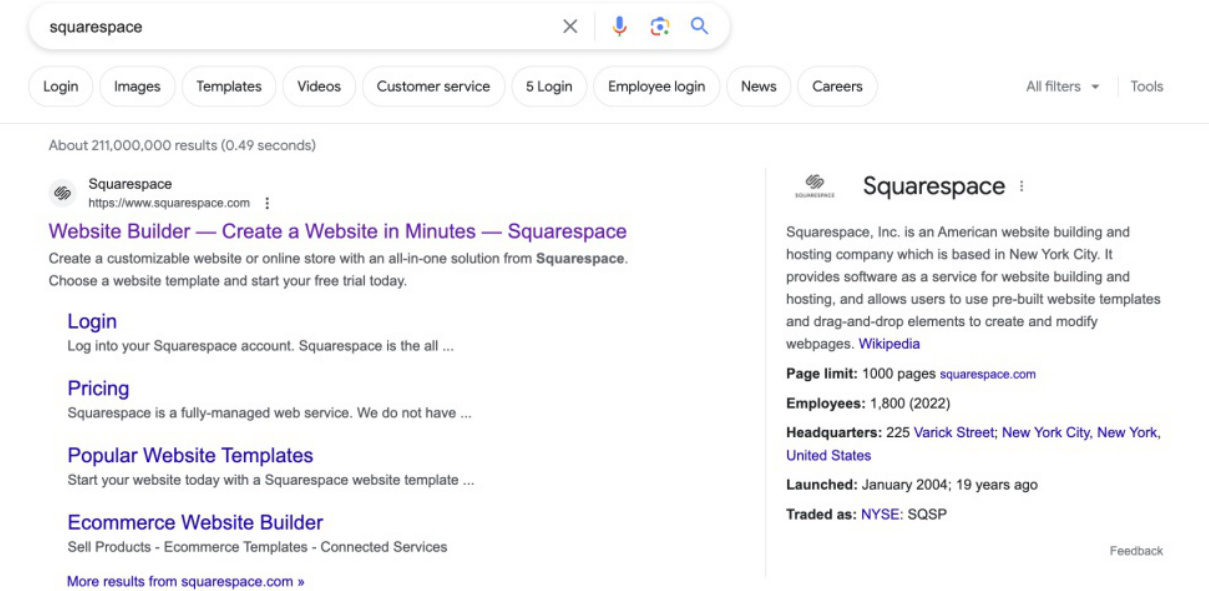 squarespace
Login
Images
Templates
Videos
Customer service
5 Login
Employee login
News
Careers
All filters
Tools
About 211,000,000 results (0.49 seconds)
Squarespace
https://www.squarespace.com
Website Builder — Create a Website in Minutes — Squarespace
Create a customizable website or online store with an all-in-one solution from Squarespace.
Choose a website template and start your free trial today.
Login
Log into your Squarespace account. Squarespace is the all ...
Pricing
Squarespace is a fully-managed web service. We do not have ...
Popular Website Templates
Start your website today with a Squarespace website template ...
Ecommerce Website Builder
Sell Products - Ecommerce Templates - Connected Services
More results from squarespace.com »
SQUARESPACE
Squarespace
Squarespace, Inc. is an American website building and
hosting company which is based in New York City. It
provides software as a service for website building and
hosting, and allows users to use pre-built website templates
and drag-and-drop elements to create and modify
webpages. Wikipedia
Page limit: 1000 pages squarespace.com
Employees: 1,800 (2022)
Headquarters: 225 Varick Street; New York City, New York,
United States
Launched: January 2004; 19 years ago
Traded as: NYSE: SQSP
Feedback